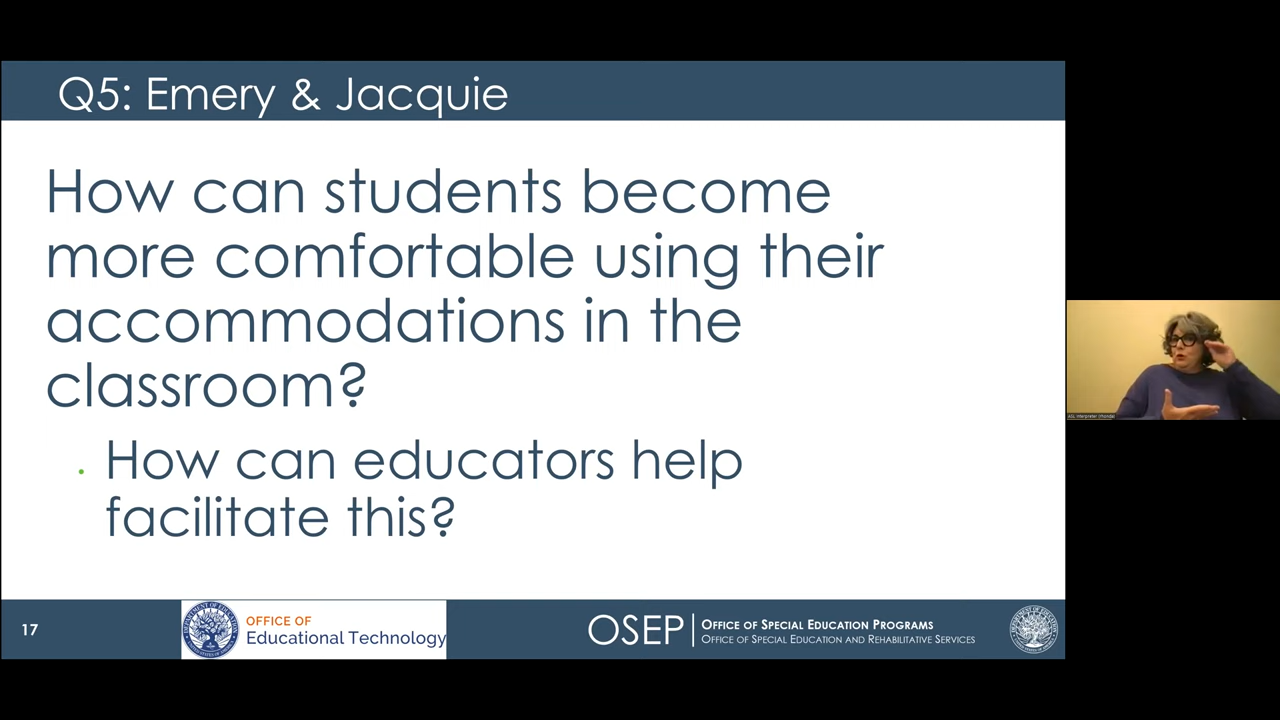 Q5: Emery & Jacquie
How can students become
more comfortable using their
accommodations in the
classroom?
· How can educators help
facilitate this?
17
OFFICE OF
Educational Technology
OSEP
OFFICE OF SPECIAL EDUCATION PROGRAMS
OFFICE OF SPECIAL EDUCATION AND REHABILITATIVE SERVICES
ASL Interpreter